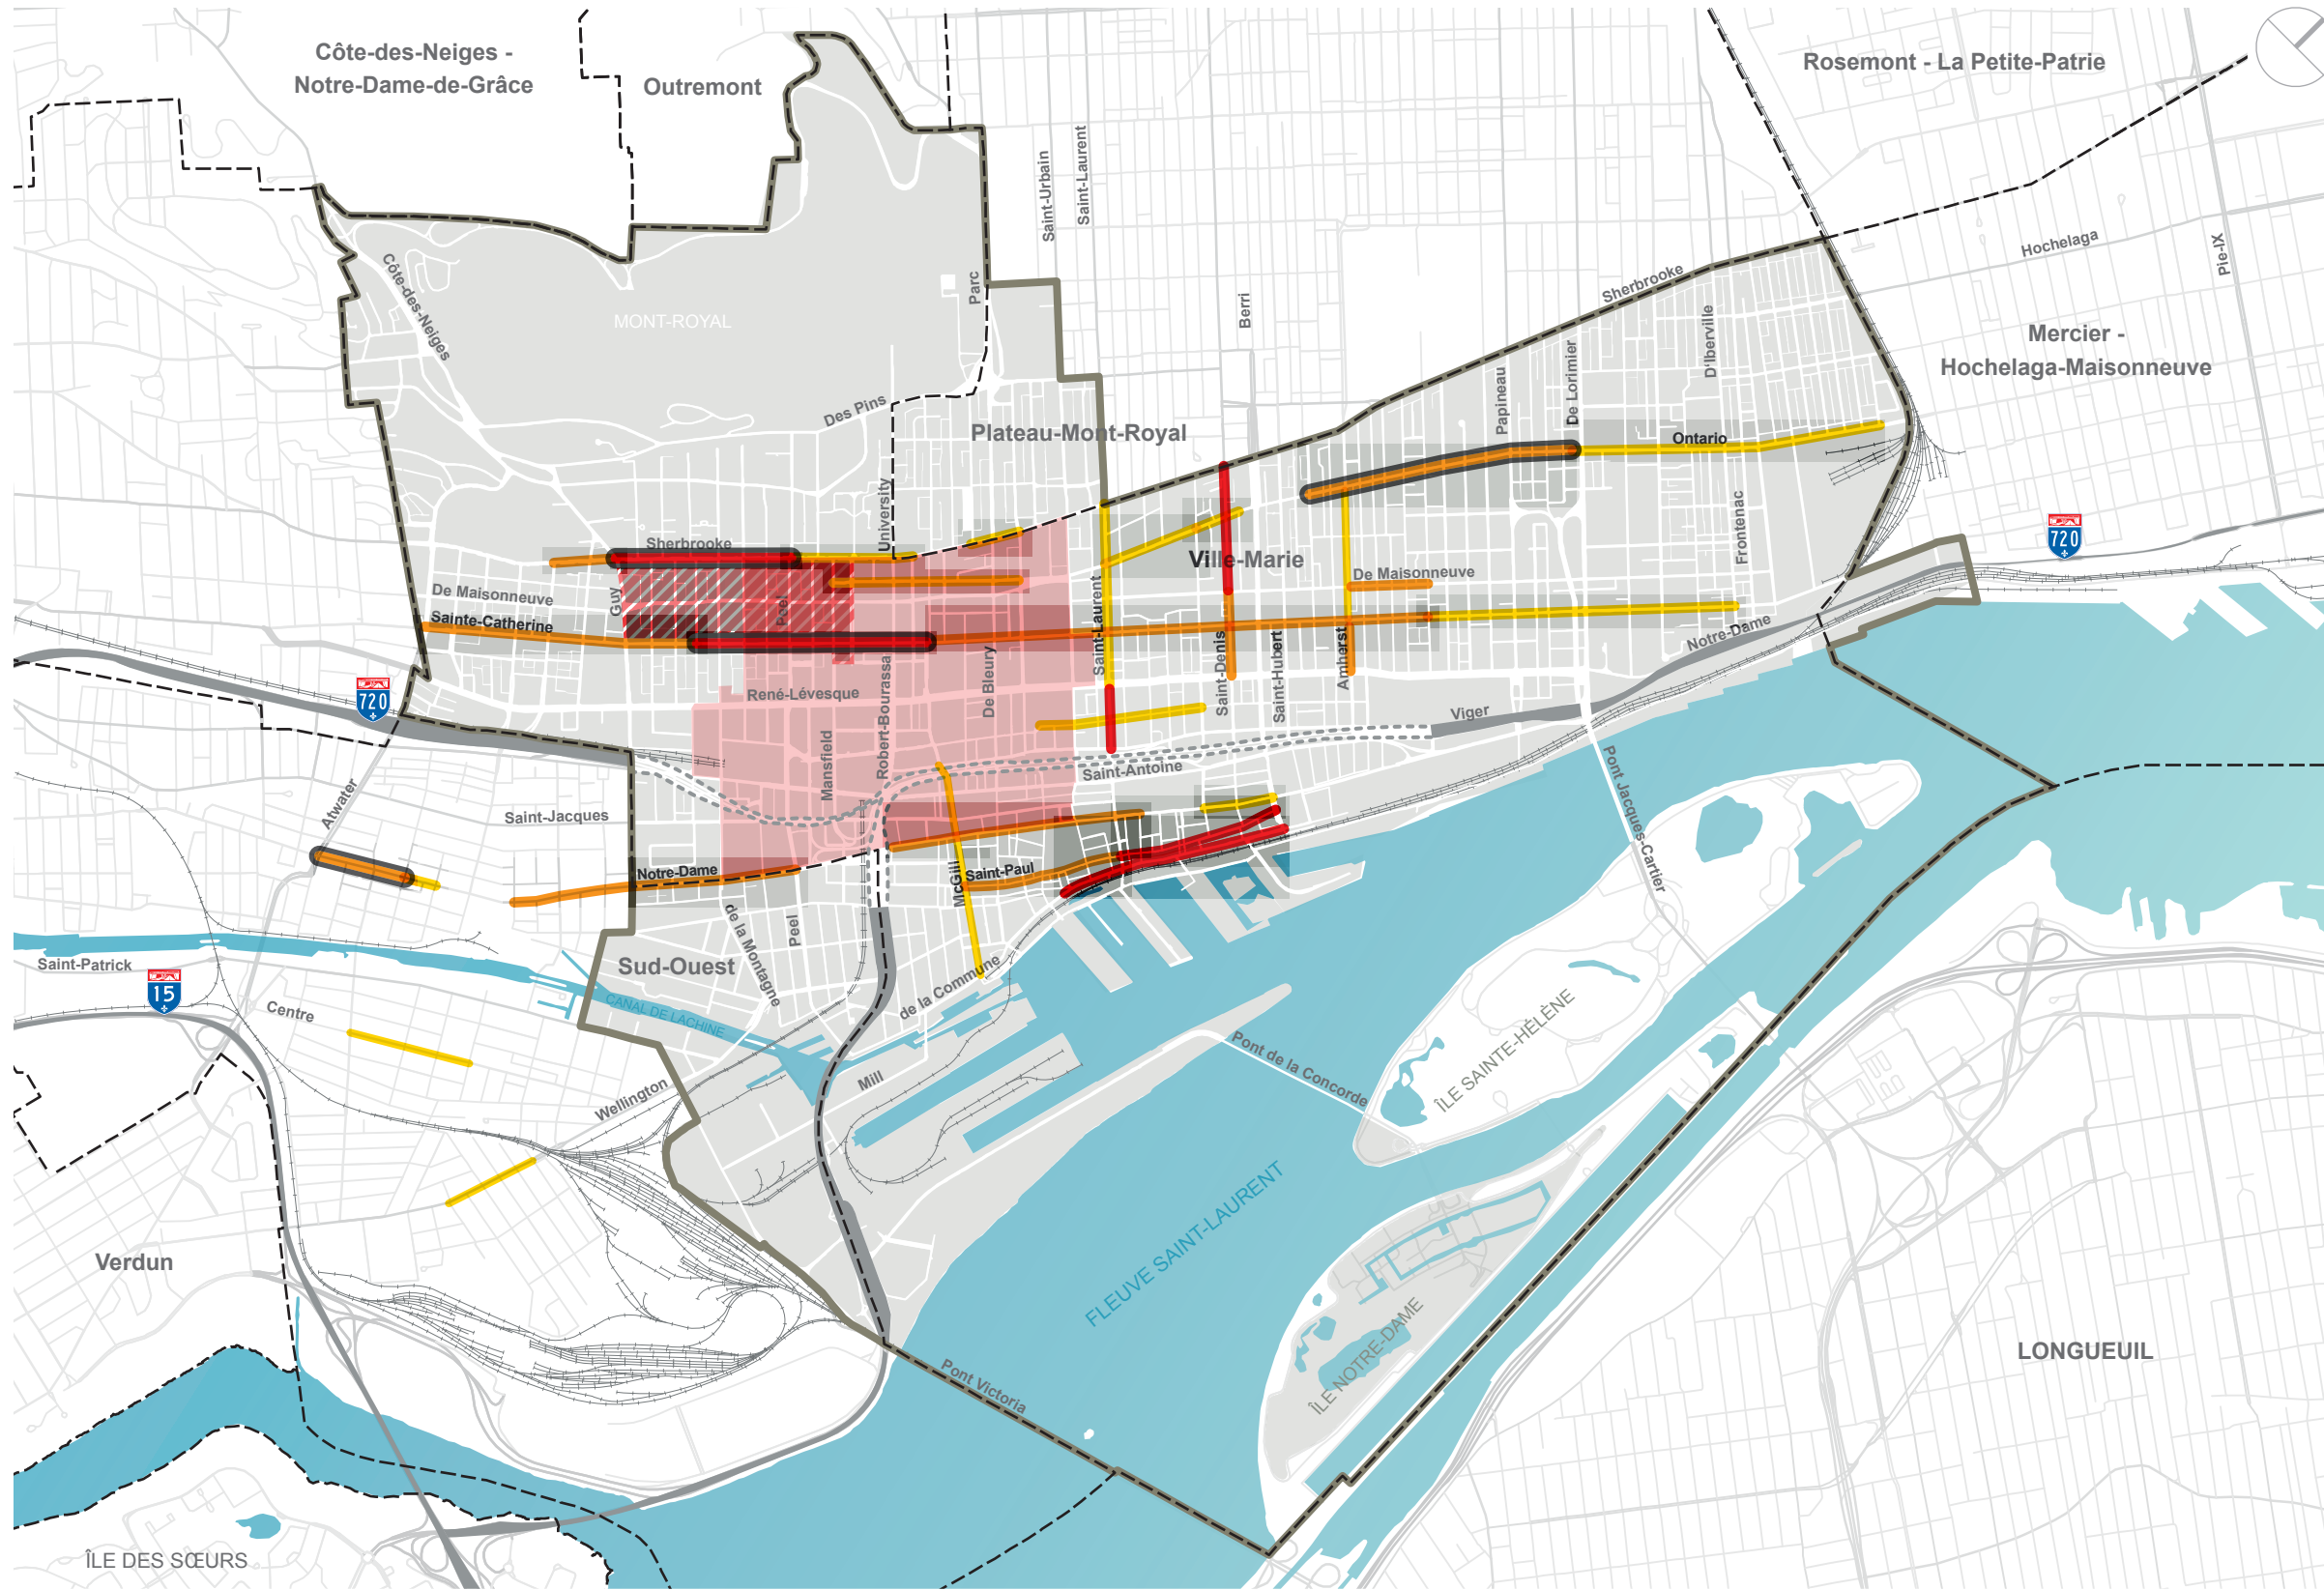 Côte-des-Neiges -
Notre-Dame-de-Grâce
Outremont
Rosemont - La Petite-Patrie
Saint-Urbain
Saint-Laurent
Hochelaga
Pie-IX
Côte-des-Neiges
Parc
Berri
Sherbrooke
MONT-ROYAL
D'Iberville
Mercier -
Hochelaga-Maisonneuve
Papineau
De Lorimier
Des Pins
Plateau-Mont-Royal
Ontario
University
Frontenac
Sherbrooke
Ville-Marie
720
De Maisonneuve
De Maisonneuve
Guy
Peel
Sainte-Catherine
Saint-Laurent
Saint-Denis
Saint-Hubert
Amherst
Notre-Dame
720
René-Lévesque
Robert-Bourassa
De Bleury
Viger
Mansfield
Saint-Antoine
Pont Jacques-Cartier
Atwater
Saint-Jacques
Notre-Dame
McGill
Saint-Paul
de la Montagne
Peel
Saint-Patrick
Sud-Ouest
de la Commune
15
Centre
CANAL DE LACHINE
Pont de la Concorde
ÎLE SAINTE-HÉLÈNE
Mill
Wellington
FLEUVE SAINT-LAURENT
Verdun
ÎLE NOTRE-DAME
LONGUEUIL
Pont Victoria
ÎLE DES SŒURS